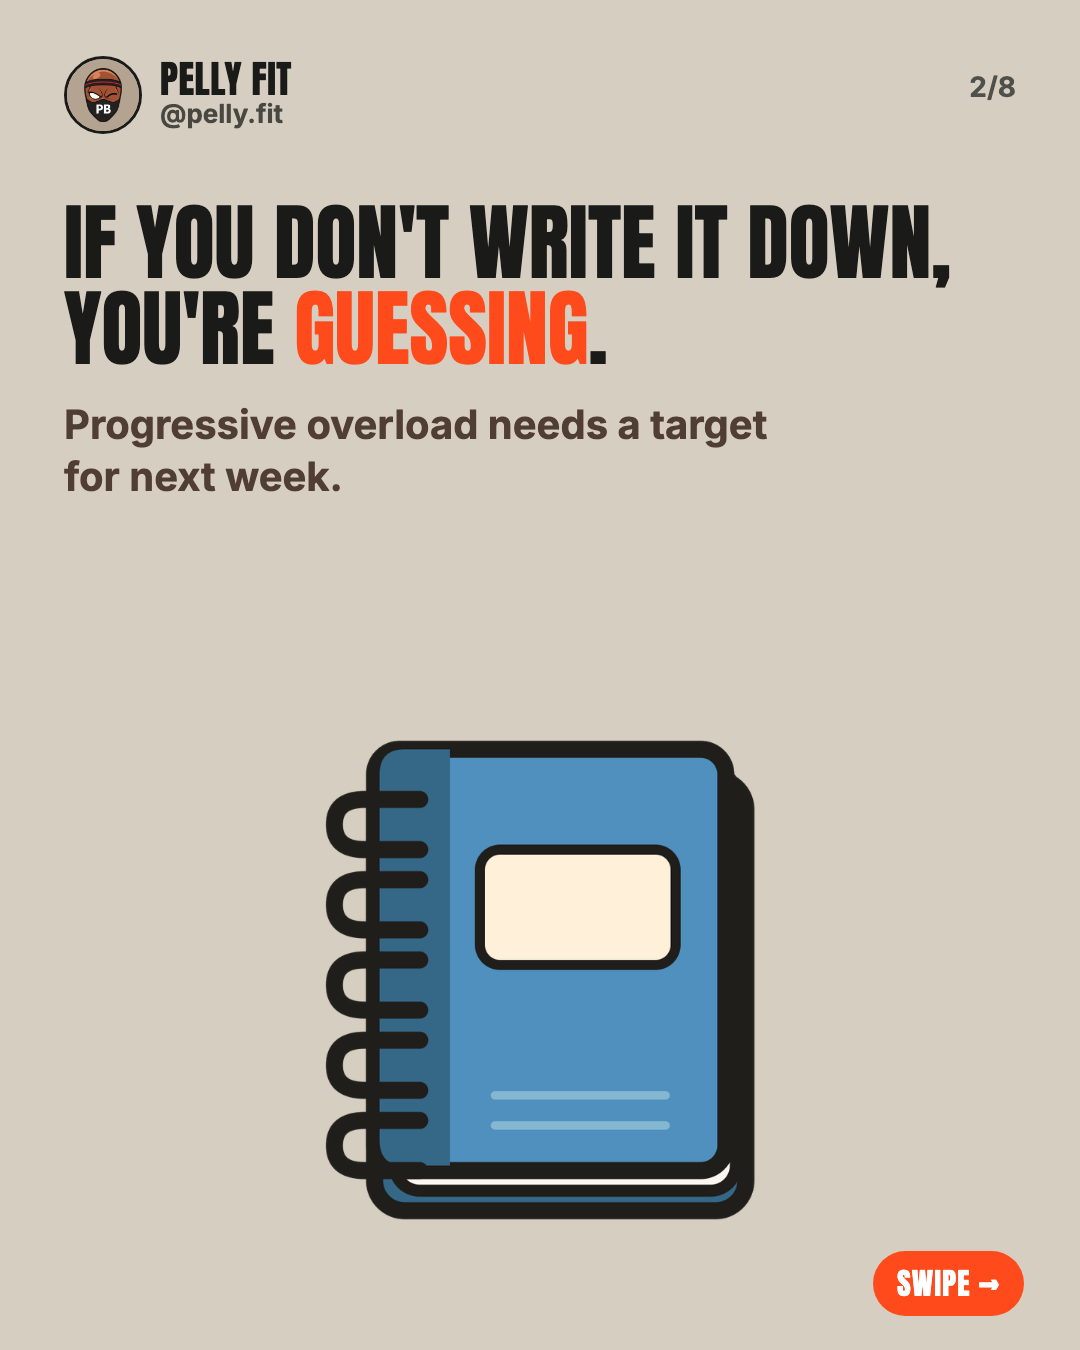 PELLY FIT
@pelly.fit
PB
2/8
IF YOU DON'T WRITE IT DOWN,
YOU'RE GUESSING.
Progressive overload needs a target
for next week.
SWIPE →